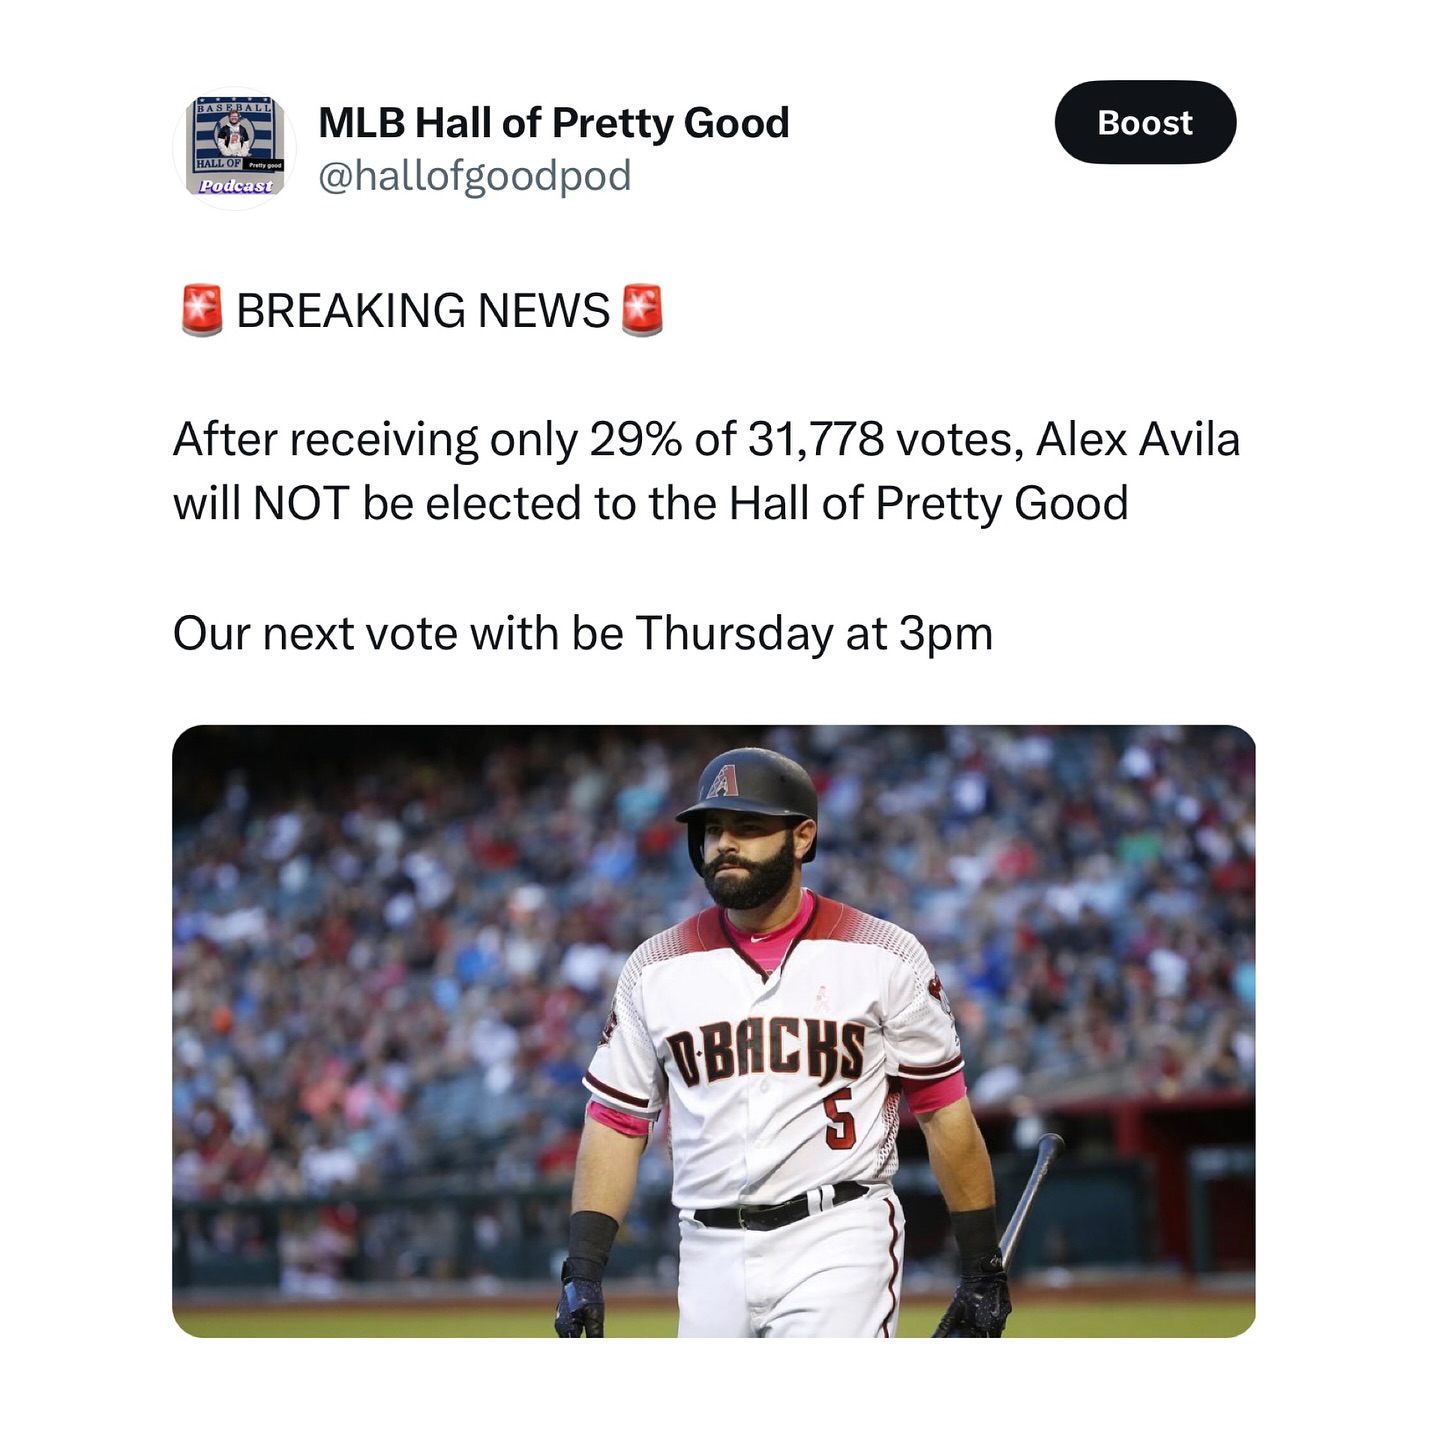 BASEBALL
HALL OF
Pretty good
Podcast
MLB Hall of Pretty Good
@hallofgoodpod
Boost
🚨 BREAKING NEWS 🚨
After receiving only 29% of 31,778 votes, Alex Avila
will NOT be elected to the Hall of Pretty Good
Our next vote with be Thursday at 3pm
A
D·BACKS
5